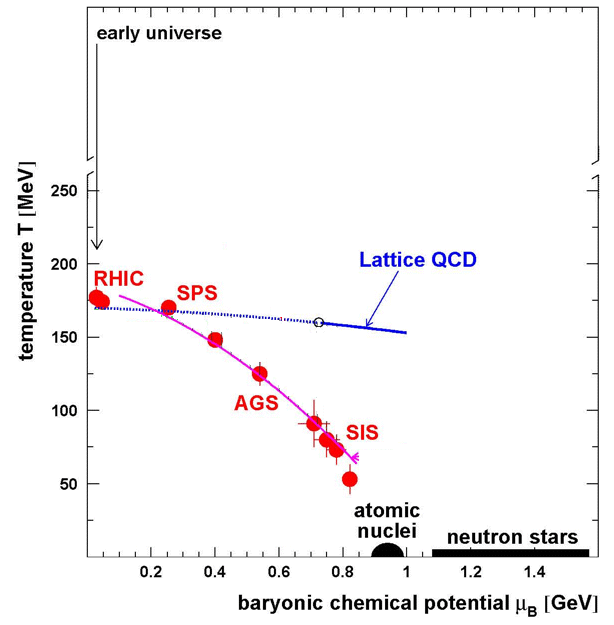 early universe
temperature T [MeV]
250
200
150
100
50
RHIC
SPS
Lattice QCD
AGS
SIS
atomic
nuclei
neutron stars
0.2 0.4 0.6 0.8 1 1.2 1.4
baryonic chemical potential μB [GeV]